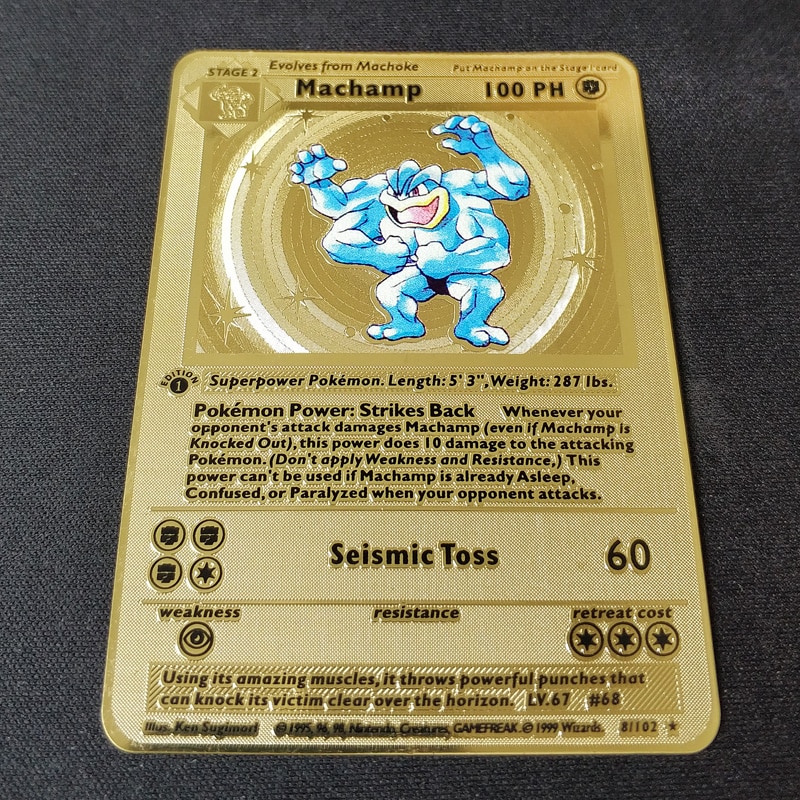 STAGE 2 Evolves from Machoke Put Machamp on the Stage 1 card
Machamp 100 PH
EDITION 1
Superpower Pokémon. Length: 5' 3", Weight: 287 lbs.
Pokémon Power: Strikes Back Whenever your
opponent's attack damages Machamp (even if Machamp is
Knocked Out), this power does 10 damage to the attacking
Pokémon. (Don't apply Weakness and Resistance.) This
power can't be used if Machamp is already Asleep,
Confused, or Paralyzed when your opponent attacks.
Seismic Toss 60
weakness resistance retreat cost
Using its amazing muscles, it throws powerful punches that
can knock its victim clear over the horizon. LV.67 #68
Illus. Ken Sugimori ©1995, 96, 98, Nintendo, Creatures, GAMEFREAK. © 1999 Wizards. 8/102 ★